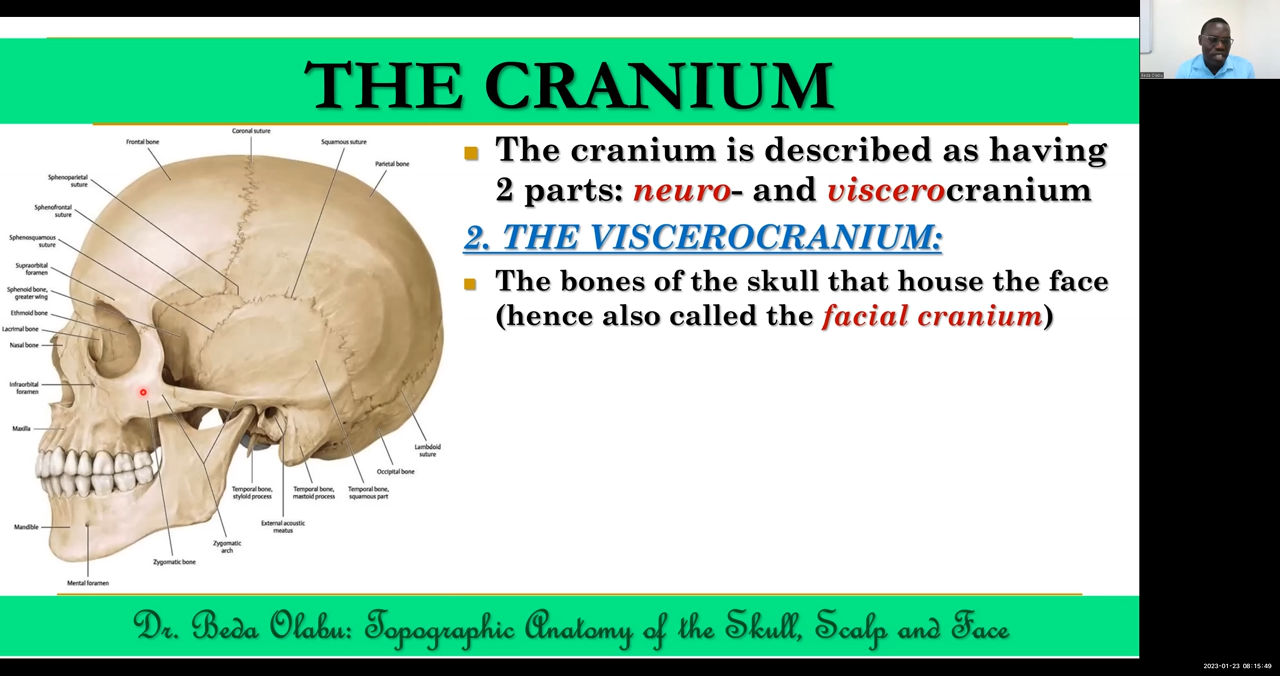 THE CRANIUM
Coronal suture
Frontal bone
Squamous suture
Parietal bone
Sphenoparietal
suture
Sphenofrontal
suture
Sphenosquamous
suture
Supraorbital
foramen
Sphenoid bone,
greater wing
Ethmoid bone
Lacrimal bone
Nasal bone
Infraorbital
foramen
Maxilla
Mandible
Mental foramen
Zygomatic bone
Zygomatic
arch
Temporal bone,
styloid process
External acoustic
meatus
Temporal bone,
mastoid process
Temporal bone,
squamous part
Occipital bone
Lambdoid
suture
The cranium is described as having
2 parts: neuro- and viscerocranium
2. THE VISCEROCRANIUM:
The bones of the skull that house the face
(hence also called the facial cranium)
Dr. Beda Olabu: Topographic Anatomy of the Skull, Scalp and Face
Beda Olabu
2023-01-23 08:15:49